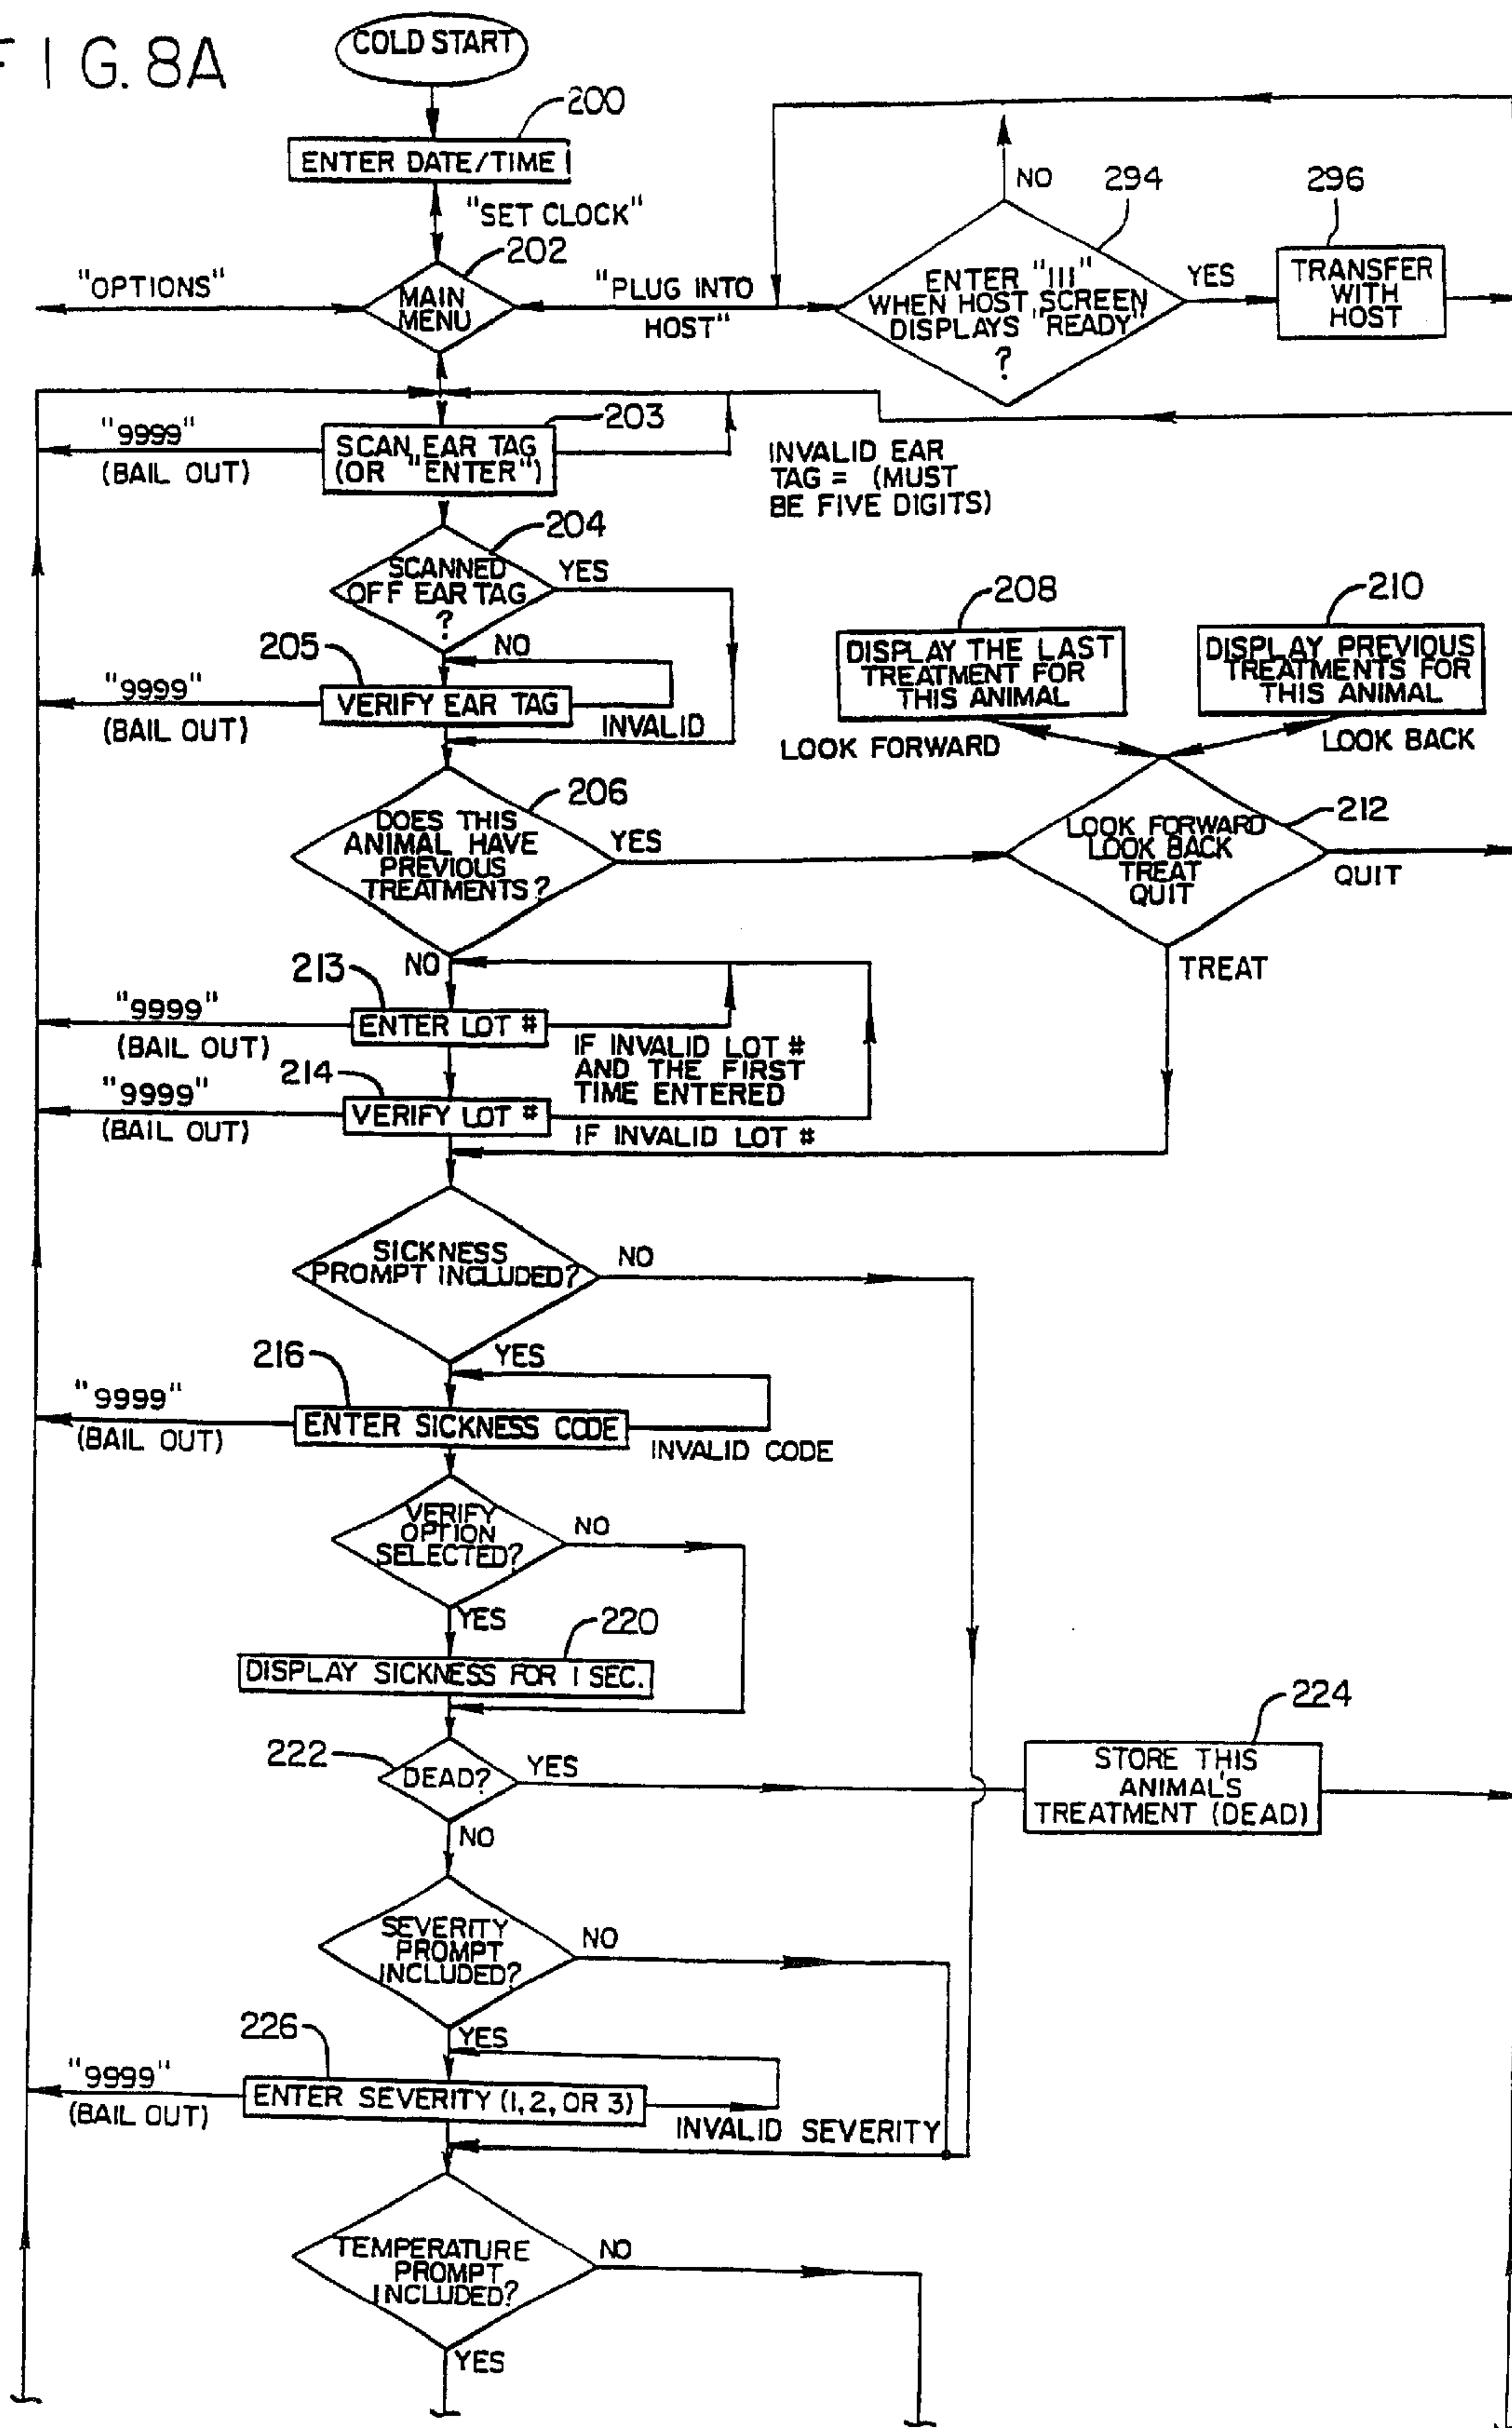 FIG. 8A
COLD START
200
ENTER DATE/TIME
"SET CLOCK"
202
"OPTIONS"
MAIN
MENU
"PLUG INTO
HOST"
NO
294
ENTER "111"
WHEN HOST SCREEN
DISPLAYS "READY"
?
YES
296
TRANSFER
WITH
HOST
"9999"
(BAIL OUT)
203
SCAN EAR TAG
(OR "ENTER")
INVALID EAR
TAG = (MUST
BE FIVE DIGITS)
204
SCANNED
OFF EAR TAG
?
YES
NO
205
"9999"
(BAIL OUT)
VERIFY EAR TAG
INVALID
208
DISPLAY THE LAST
TREATMENT FOR
THIS ANIMAL
210
DISPLAY PREVIOUS
TREATMENTS FOR
THIS ANIMAL
LOOK FORWARD
LOOK BACK
206
DOES THIS
ANIMAL HAVE
PREVIOUS
TREATMENTS?
YES
212
LOOK FORWARD
LOOK BACK
TREAT
QUIT
QUIT
NO
TREAT
213
"9999"
(BAIL OUT)
ENTER LOT #
IF INVALID LOT #
AND THE FIRST
TIME ENTERED
214
"9999"
(BAIL OUT)
VERIFY LOT #
IF INVALID LOT #
SICKNESS
PROMPT INCLUDED?
NO
YES
216
"9999"
(BAIL OUT)
ENTER SICKNESS CODE
INVALID CODE
VERIFY
OPTION
SELECTED?
NO
YES
220
DISPLAY SICKNESS FOR 1 SEC.
222
DEAD?
YES
224
STORE THIS
ANIMAL'S
TREATMENT (DEAD)
NO
SEVERITY
PROMPT
INCLUDED?
NO
YES
226
"9999"
(BAIL OUT)
ENTER SEVERITY (1, 2, OR 3)
INVALID SEVERITY
TEMPERATURE
PROMPT
INCLUDED?
NO
YES